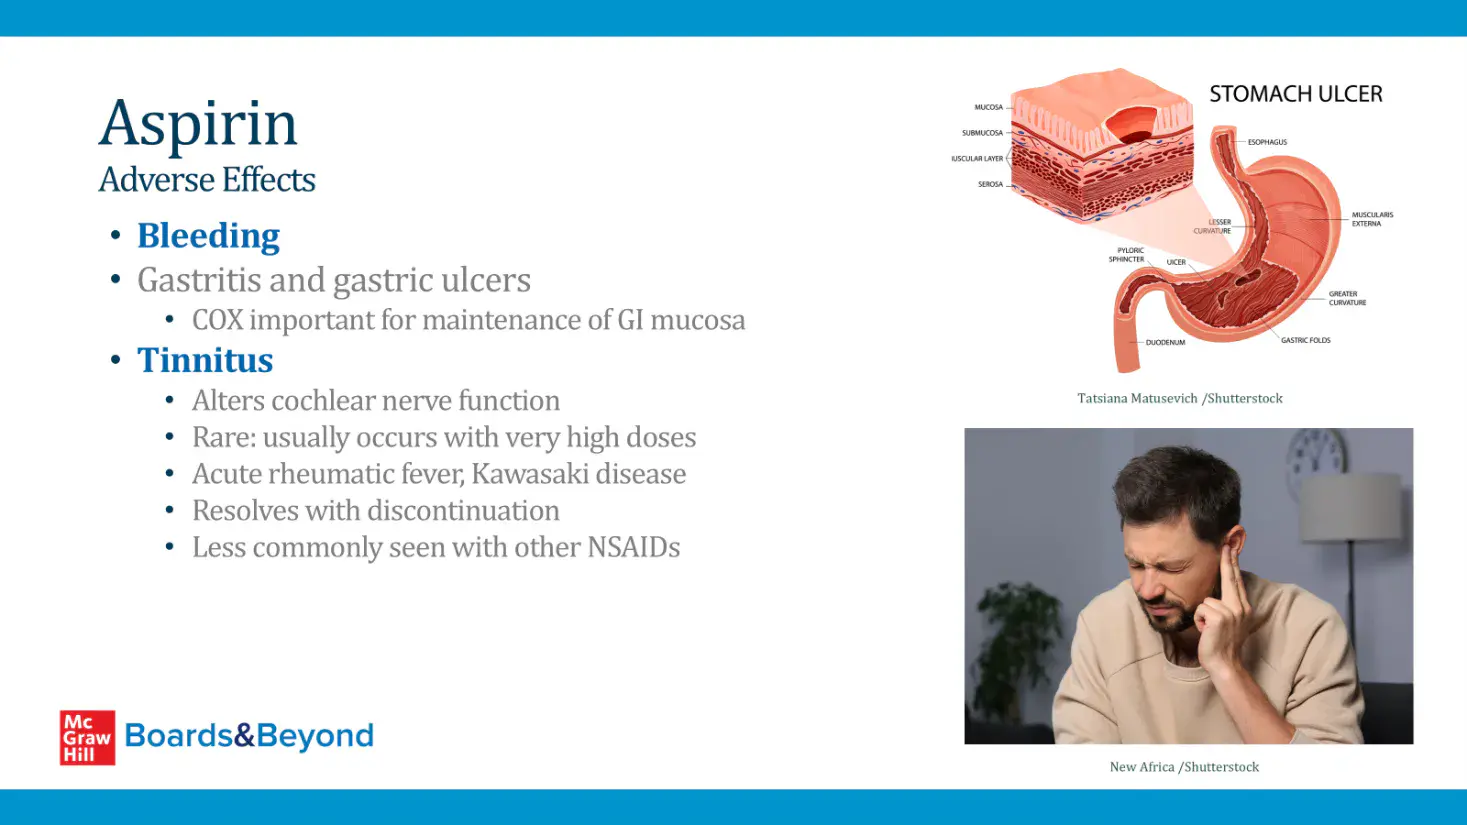 Aspirin
Adverse Effects
• Bleeding
• Gastritis and gastric ulcers
• COX important for maintenance of GI mucosa
• Tinnitus
• Alters cochlear nerve function
• Rare: usually occurs with very high doses
• Acute rheumatic fever, Kawasaki disease
• Resolves with discontinuation
• Less commonly seen with other NSAIDs
STOMACH ULCER
MUCOSA
SUBMUCOSA
IUSCULAR LAYER
SEROSA
ESOPHAGUS
LESSER
CURVATURE
MUSCULARIS
EXTERNA
PYLORIC
SPHINCTER
ULCER
GREATER
CURVATURE
DUODENUM
GASTRIC FOLDS
Tatsiana Matusevich /Shutterstock
New Africa /Shutterstock
Mc
Graw
Hill
Boards&Beyond